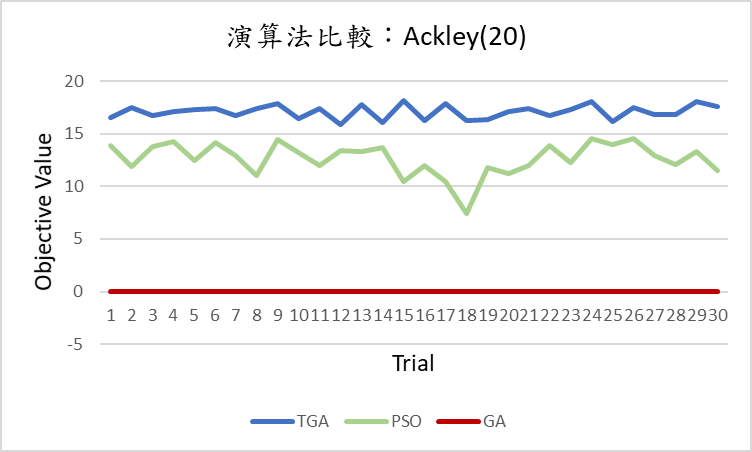 演算法比較：Ackley(20)
20
15
10
5
0
-5
Objective Value
1 2 3 4 5 6 7 8 9 10 11 12 13 14 15 16 17 18 19 20 21 22 23 24 25 26 27 28 29 30
Trial
TGA PSO GA